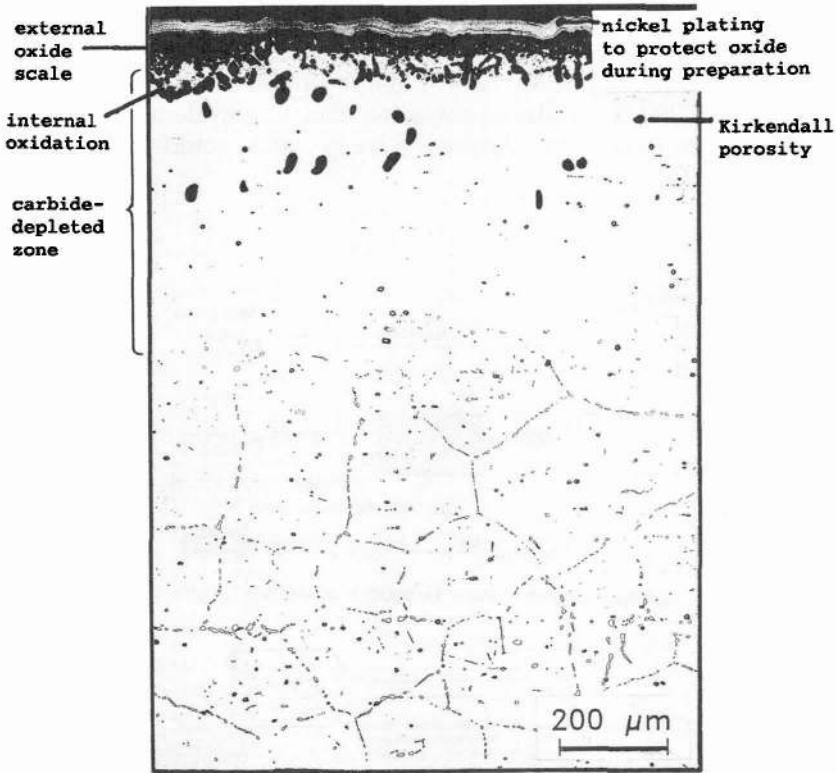 external
oxide
scale
nickel plating
to protect oxide
during preparation
internal
oxidation
Kirkendall
porosity
carbide-
depleted
zone
200 µm